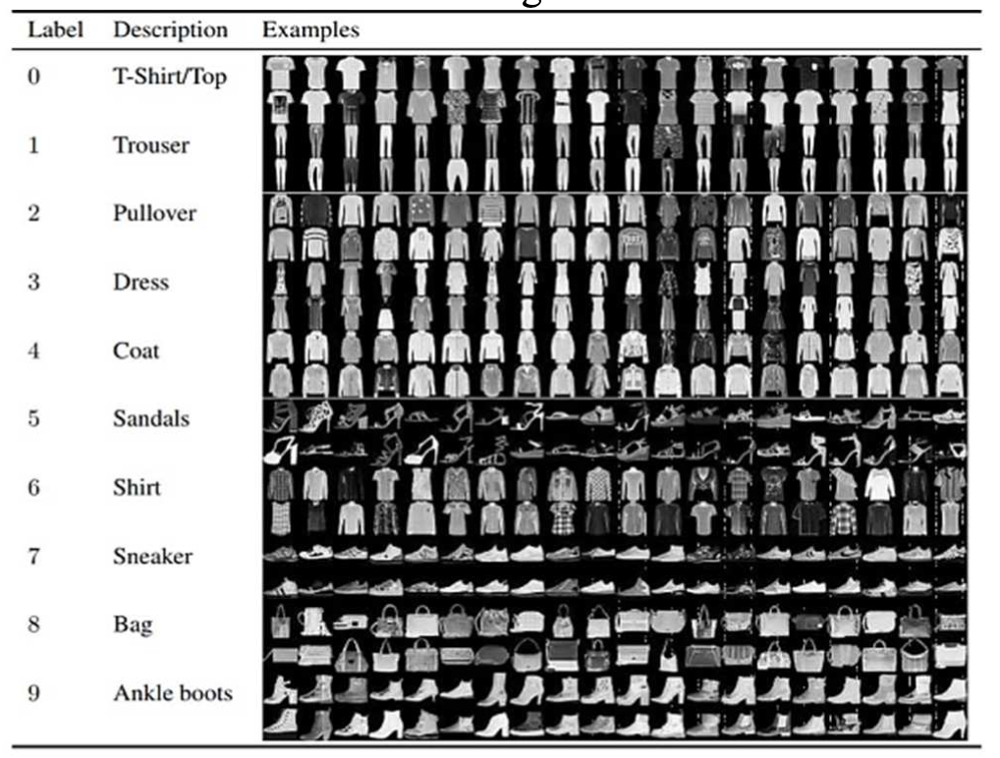 Label Description Examples
0 T-Shirt/Top
1 Trouser
2 Pullover
3 Dress
4 Coat
5 Sandals
6 Shirt
7 Sneaker
8 Bag
9 Ankle boots